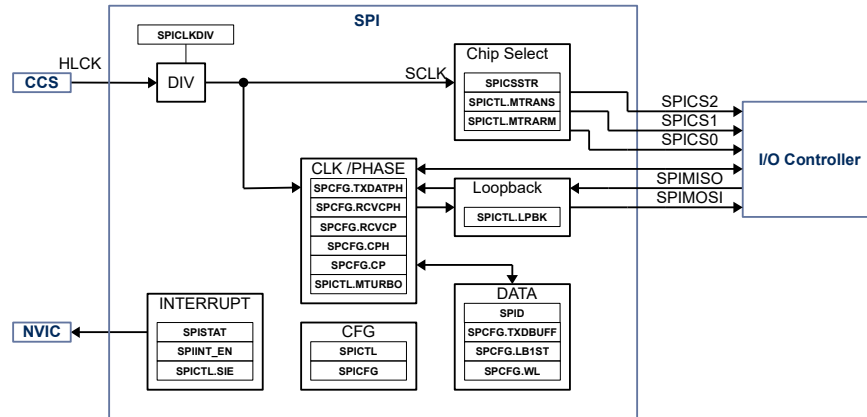 SPI
SPICLKDIV
HLCK
CCS
DIV
SCLK
Chip Select
SPICSSTR
SPICTL.MTRANS
SPICTL.MTRARM
SPICS2
SPICS1
SPICS0
I/O Controller
CLK /PHASE
SPCFG.TXDATPH
SPCFG.RCVCPH
SPCFG.RCVCP
SPCFG.CPH
SPCFG.CP
SPICTL.MTURBO
Loopback
SPICTL.LPBK
SPIMISO
SPIMOSI
INTERRUPT
SPISTAT
SPIINT_EN
SPICTL.SIE
NVIC
CFG
SPICTL
SPICFG
DATA
SPID
SPCFG.TXDBUFF
SPCFG.LB1ST
SPCFG.WL